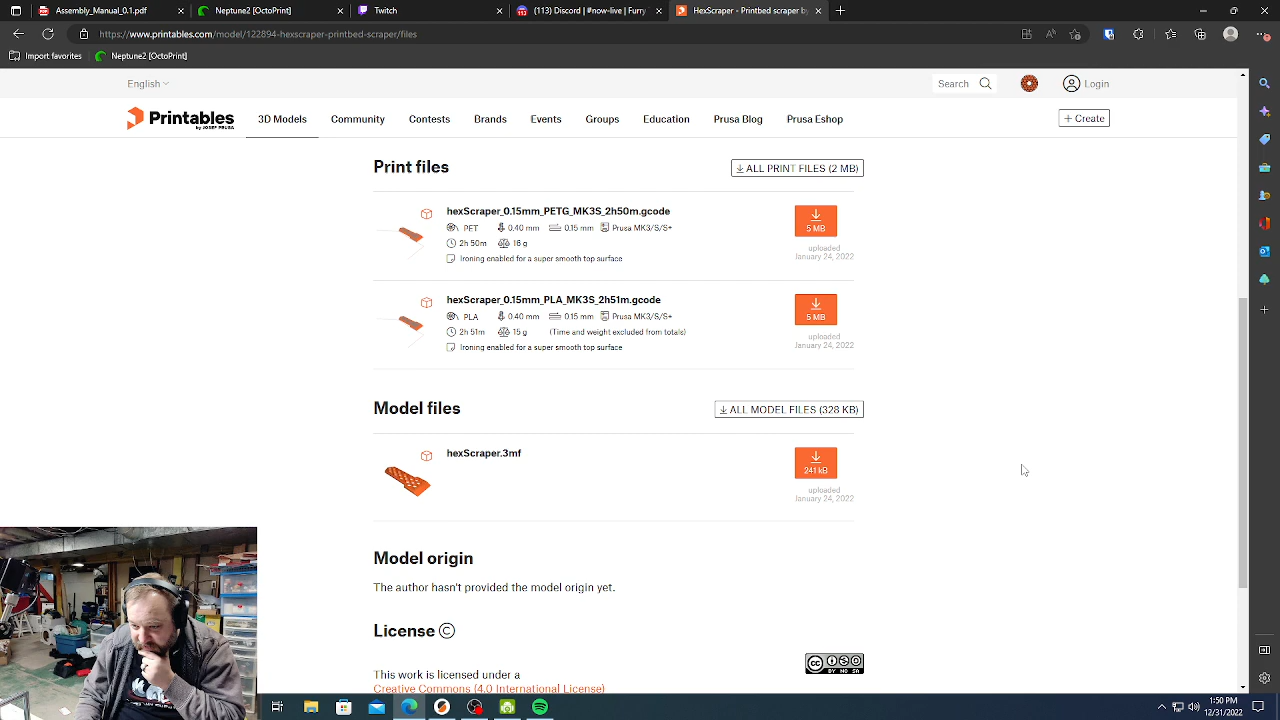 Assembly_Manual_0.1.pdf
Neptune2 [OctoPrint]
Twitch
(113) Discord | #now-live | Furry
HexScraper - Printbed scraper by
https://www.printables.com/model/122894-hexscraper-printbed-scraper/files
Import favorites
Neptune2 [OctoPrint]
English
Search
Login
Printables
by JOSEF PRUSA
3D Models
Community
Contests
Brands
Events
Groups
Education
Prusa Blog
Prusa Eshop
+ Create
Print files
ALL PRINT FILES (2 MB)
hexScraper_0.15mm_PETG_MK3S_2h50m.gcode
PET 0.40 mm 0.15 mm Prusa MK3/S/S+
2h 50m 16 g
Ironing enabled for a super smooth top surface
5 MB
uploaded
January 24, 2022
hexScraper_0.15mm_PLA_MK3S_2h51m.gcode
PLA 0.40 mm 0.15 mm Prusa MK3/S/S+
2h 51m 15 g (Time and weight excluded from totals)
Ironing enabled for a super smooth top surface
5 MB
uploaded
January 24, 2022
Model files
ALL MODEL FILES (328 KB)
hexScraper.3mf
241 kB
uploaded
January 24, 2022
Model origin
The author hasn't provided the model origin yet.
License ©
This work is licensed under a
Creative Commons (4.0 International License)
cc
BY NC SA
1:50 PM
12/31/2022